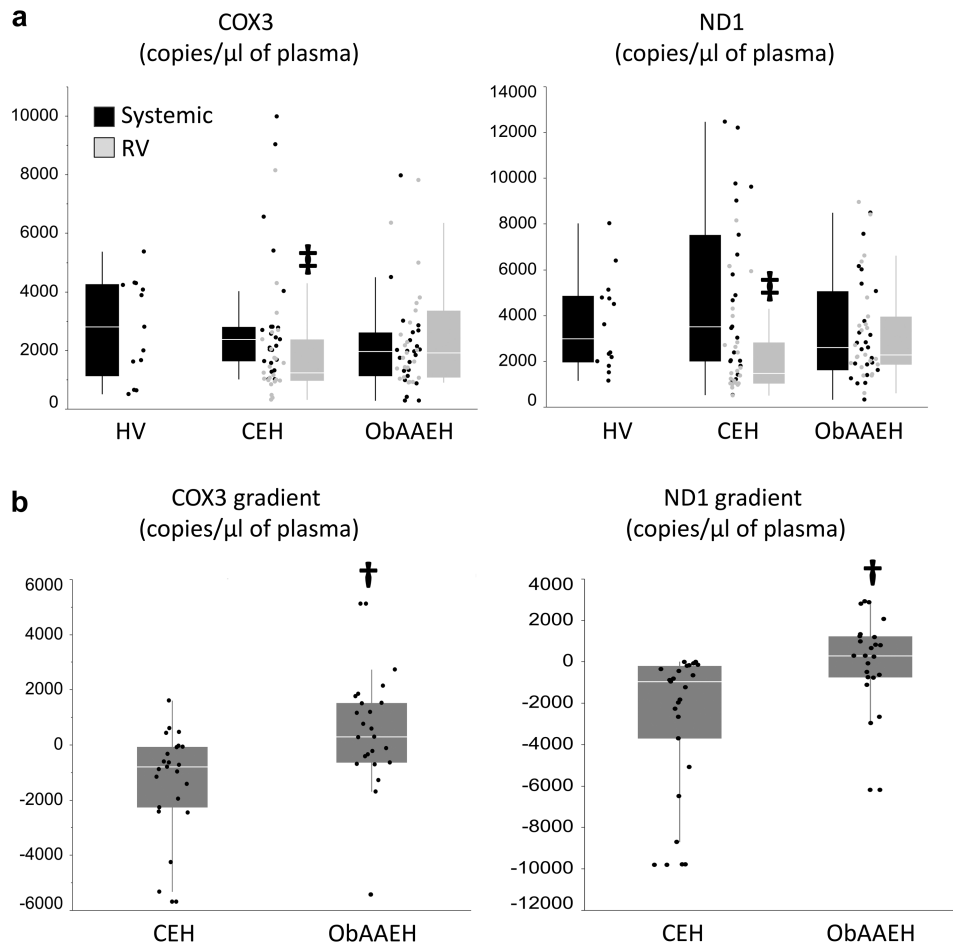 a
COX3
(copies/µl of plasma)
10000
8000
6000
4000
2000
0
Systemic
RV
‡
HV
CEH
ObAAEH
ND1
(copies/µl of plasma)
14000
12000
10000
8000
6000
4000
2000
0
‡
HV
CEH
ObAAEH
b
COX3 gradient
(copies/µl of plasma)
6000
4000
2000
0
-2000
-4000
-6000
†
CEH
ObAAEH
ND1 gradient
(copies/µl of plasma)
4000
2000
0
-2000
-4000
-6000
-8000
-10000
-12000
†
CEH
ObAAEH